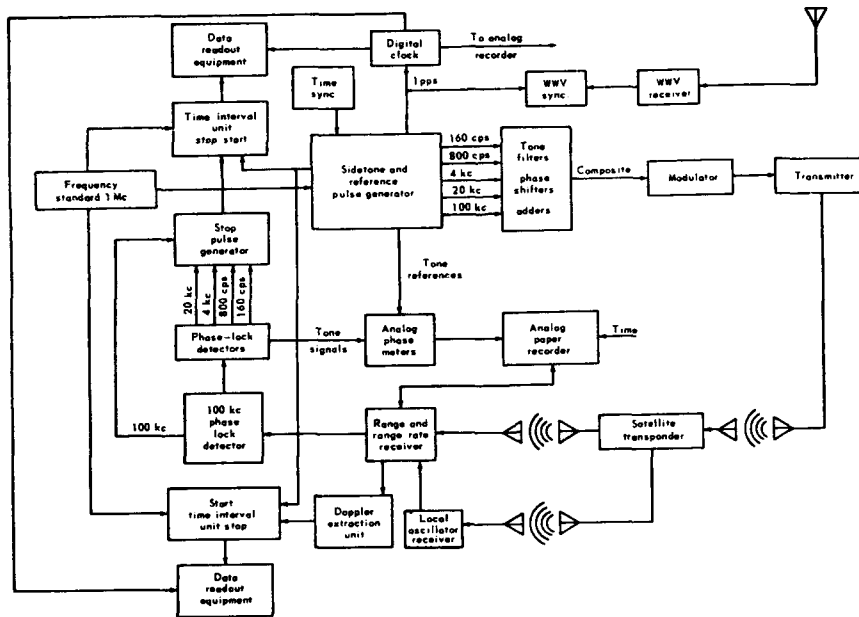 Data
readout
equipment
Digital
clock
To analog
recorder
Time
sync
1pps
WWV
sync.
WWV
receiver
Time interval
unit
stop start
Frequency
standard 1 Mc
Sidetone and
reference
pulse generator
160 cps
800 cps
4 kc
20 kc
100 kc
Tone
filters
phase
shifters
adders
Composite
Modulator
Transmitter
Stop
pulse
generator
20 kc
4 kc
800 cps
160 cps
Tone
references
Phase-lock
detectors
Tone
signals
Analog
phase
meters
Analog
paper
recorder
Time
100 kc
100 kc
phase
lock
detector
Range and
range rate
receiver
Satellite
transponder
Start
time interval
unit stop
Doppler
extraction
unit
Local
oscillator
receiver
Data
readout
equipment